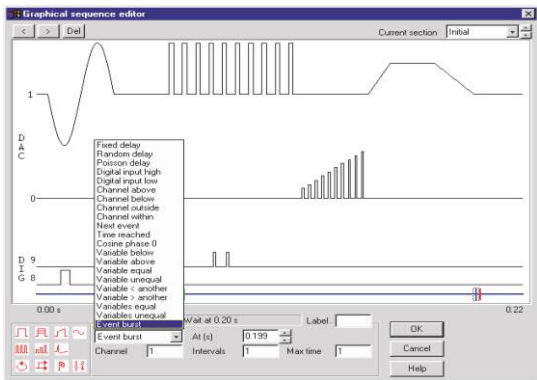 Graphical sequence editor
< > Del
Current section Initial
1
D
A
C
0
Fixed delay
Random delay
Poisson delay
Digital input high
Digital input low
Channel above
Channel below
Channel outside
Channel within
Next event
Time reached
Cosine phase 0
Variable below
Variable above
Variable equal
Variable unequal
Variable < another
Variable > another
Variables equal
Variables unequal
Event burst
D 9
I
G 8
0.00 s
0.22
Wait at 0.20 s
Label
Event burst
At (s) 0.199
Channel 1
Intervals 1
Max time 1
OK
Cancel
Help